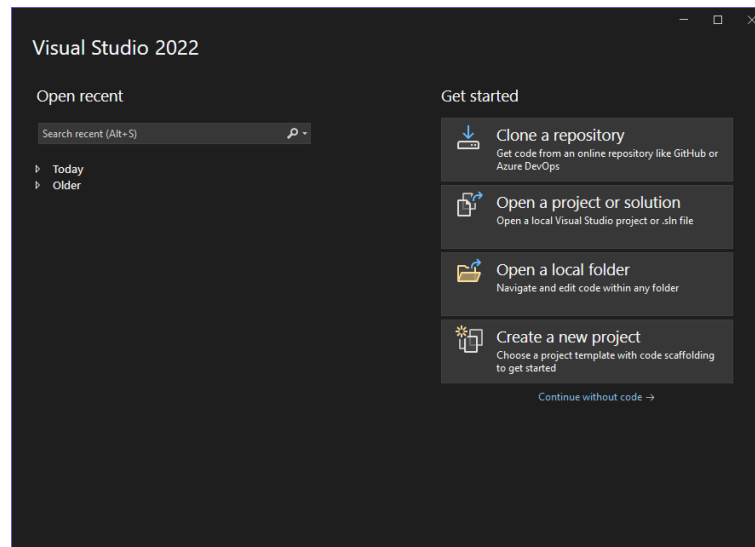 Visual Studio 2022
Open recent
Search recent (Alt+S)
Today
Older
Get started
Clone a repository
Get code from an online repository like GitHub or
Azure DevOps
Open a project or solution
Open a local Visual Studio project or .sln file
Open a local folder
Navigate and edit code within any folder
Create a new project
Choose a project template with code scaffolding
to get started
Continue without code →